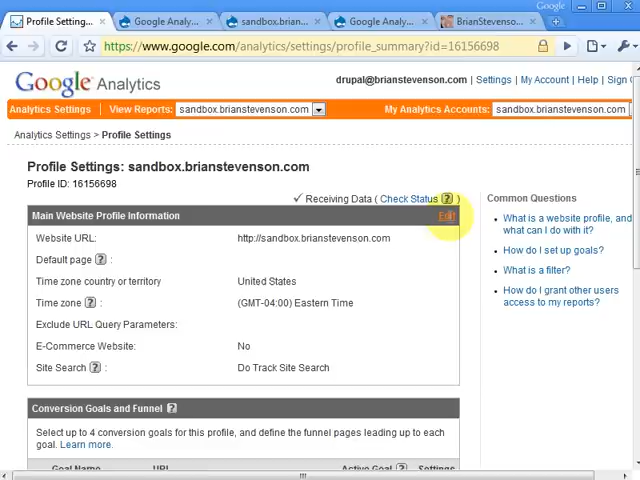 Google
Profile Setting...
Google Analy...
sandbox.brian...
Google Analy...
BrianStevenso...
https://www.google.com/analytics/settings/profile_summary?id=16156698
Google Analytics
drupal@brianstevenson.com | Settings | My Account | Help | Sign
Analytics Settings | View Reports: sandbox.brianstevenson.com My Analytics Accounts: sandbox.brianstevenson.com
Analytics Settings > Profile Settings
Profile Settings: sandbox.brianstevenson.com
Profile ID: 16156698
Receiving Data ( Check Status ? )
Main Website Profile Information Edit
Website URL: http://sandbox.brianstevenson.com
Default page ? :
Time zone country or territory United States
Time zone ? : (GMT-04:00) Eastern Time
Exclude URL Query Parameters:
E-Commerce Website: No
Site Search ? : Do Track Site Search
Common Questions
What is a website profile, and
what can I do with it?
How do I set up goals?
What is a filter?
How do I grant other users
access to my reports?
Conversion Goals and Funnel ?
Select up to 4 conversion goals for this profile, and define the funnel pages leading up to each
goal. Learn more.
Goal Name URL Active Goal ? Settings